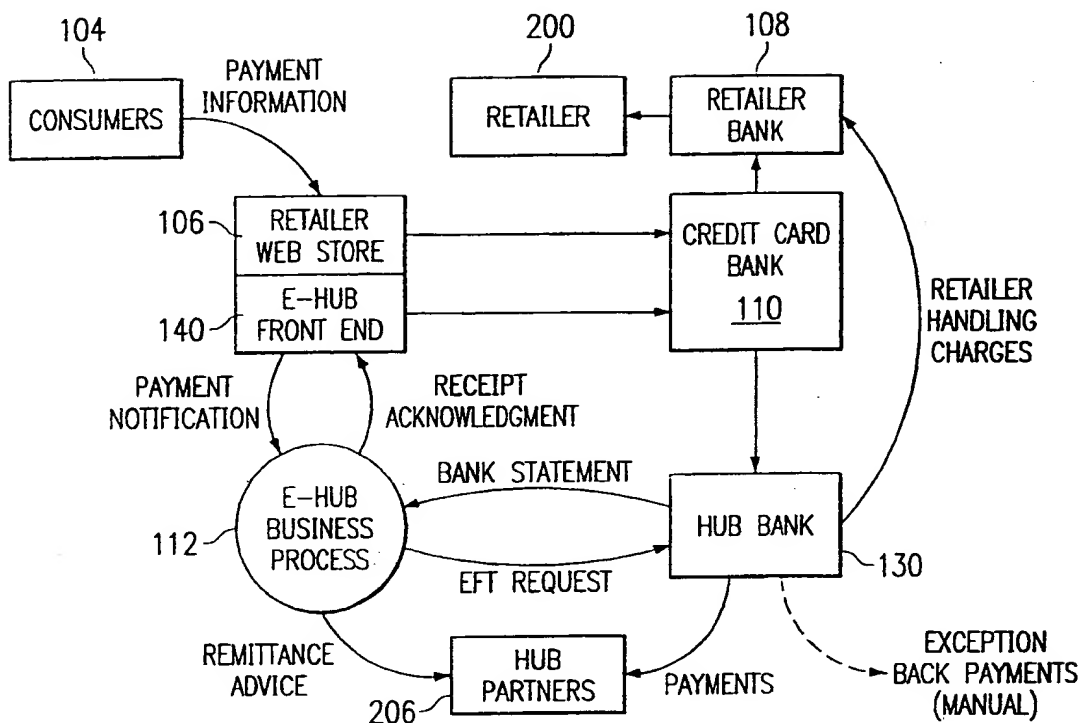 104
CONSUMERS
PAYMENT
INFORMATION
200
RETAILER
108
RETAILER
BANK
106
RETAILER
WEB STORE
140
E-HUB
FRONT END
CREDIT CARD
BANK
110
RETAILER
HANDLING
CHARGES
PAYMENT
NOTIFICATION
RECEIPT
ACKNOWLEDGMENT
112
E-HUB
BUSINESS
PROCESS
BANK STATEMENT
EFT REQUEST
HUB BANK
130
REMITTANCE
ADVICE
HUB
PARTNERS
206
PAYMENTS
EXCEPTION
BACK PAYMENTS
(MANUAL)